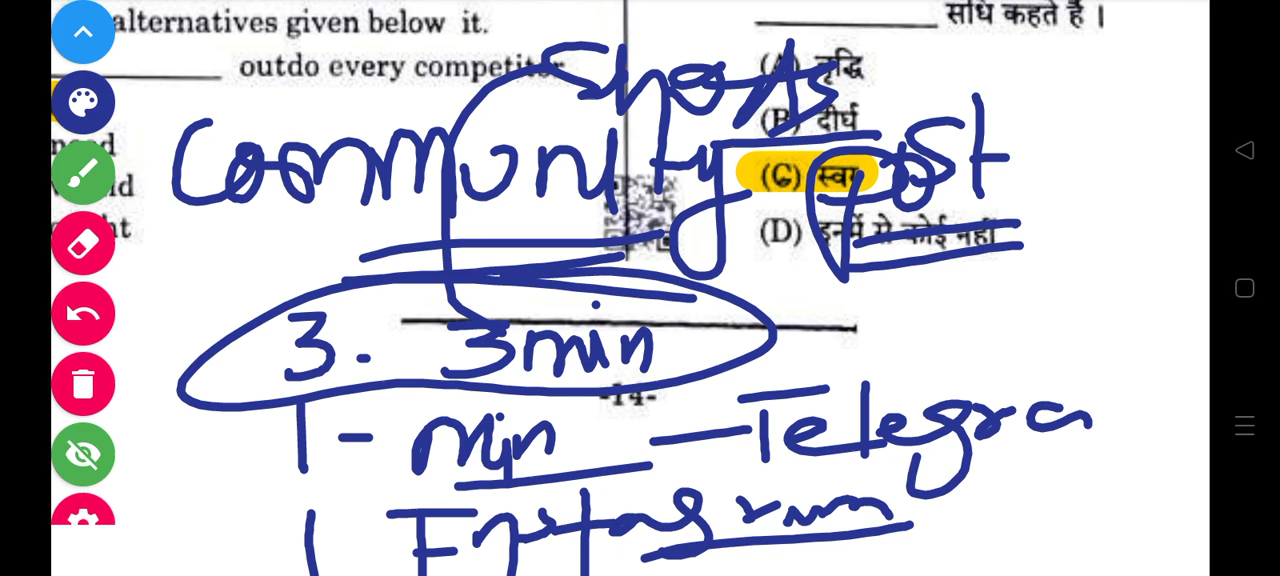 alternatives given below it.
outdo every competitor
संधि कहते हैं ।
(A) वृद्धि
(B) दीर्घ
(C) स्वर
(D) इनमें से कोई नहीं
Shorts
Community Post
3. 3min
-14-
1 - min - Telegra
1 Instagram